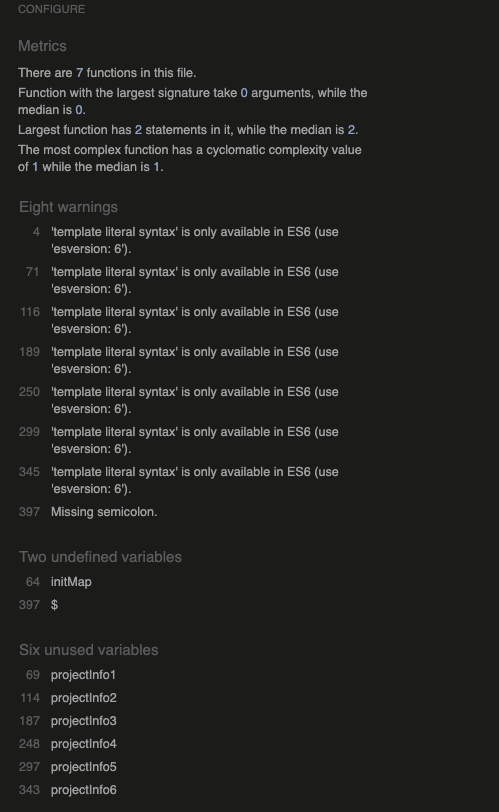 CONFIGURE
Metrics
There are 7 functions in this file.
Function with the largest signature take 0 arguments, while the
median is 0.
Largest function has 2 statements in it, while the median is 2.
The most complex function has a cyclomatic complexity value
of 1 while the median is 1.
Eight warnings
4 'template literal syntax' is only available in ES6 (use
'esversion: 6').
71 'template literal syntax' is only available in ES6 (use
'esversion: 6').
116 'template literal syntax' is only available in ES6 (use
'esversion: 6').
189 'template literal syntax' is only available in ES6 (use
'esversion: 6').
250 'template literal syntax' is only available in ES6 (use
'esversion: 6').
299 'template literal syntax' is only available in ES6 (use
'esversion: 6').
345 'template literal syntax' is only available in ES6 (use
'esversion: 6').
397 Missing semicolon.
Two undefined variables
64 initMap
397 $
Six unused variables
69 projectInfo1
114 projectInfo2
187 projectInfo3
248 projectInfo4
297 projectInfo5
343 projectInfo6